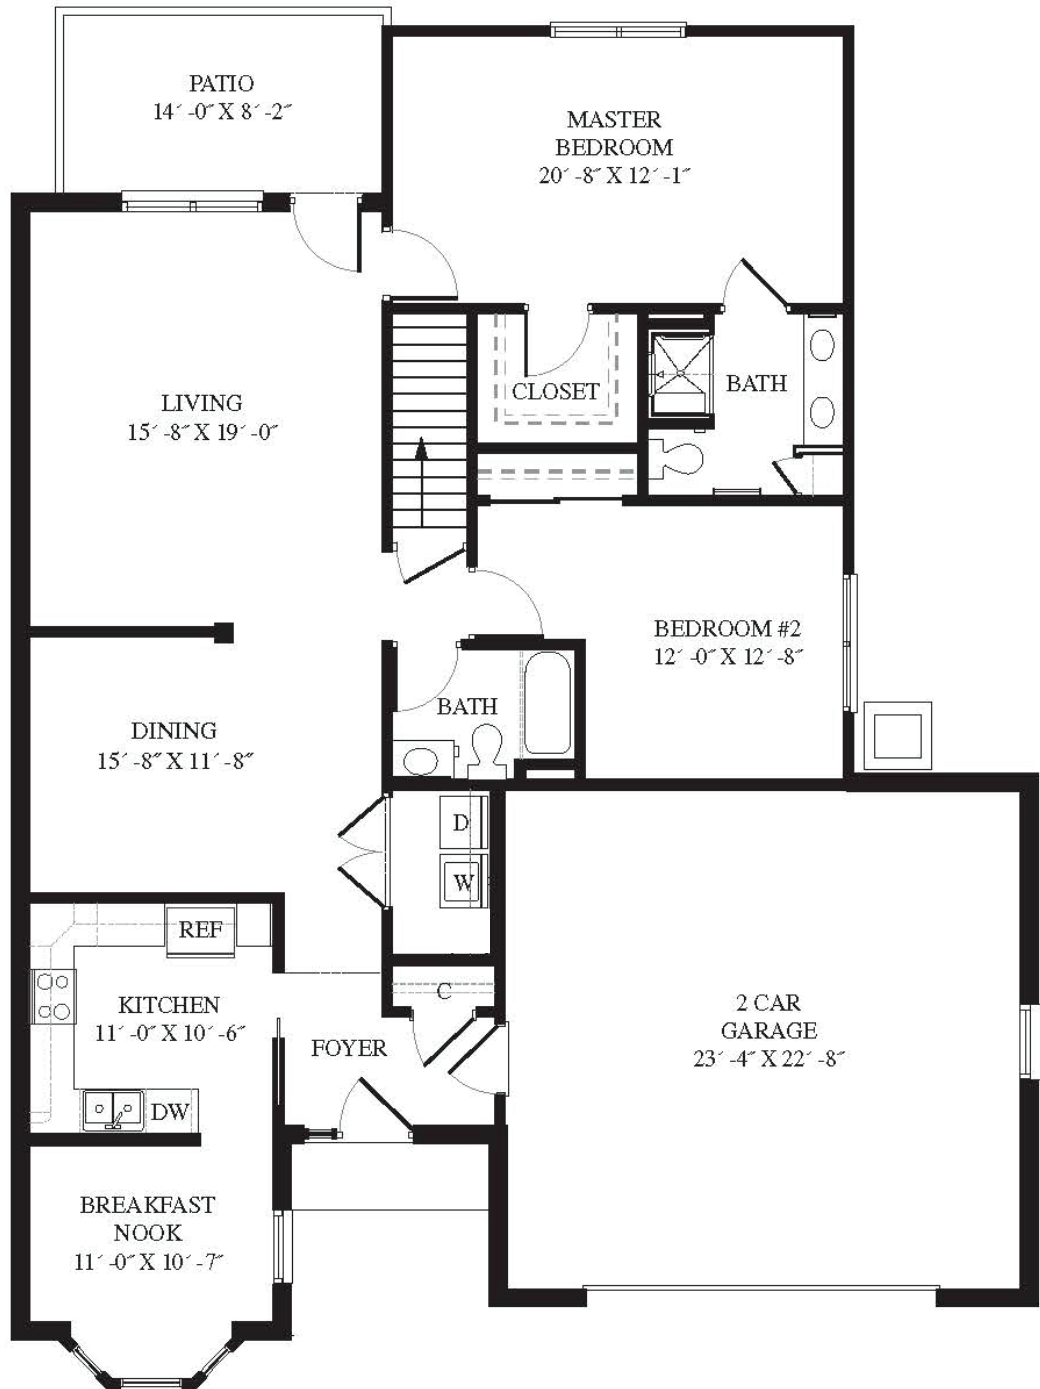 PATIO
14´ -0˝ X 8´ -2˝
MASTER
BEDROOM
20´ -8˝ X 12´ -1˝
LIVING
15´ -8˝ X 19´ -0˝
CLOSET
BATH
BEDROOM #2
12´ -0˝ X 12´ -8˝
BATH
DINING
15´ -8˝ X 11´ -8˝
D
W
REF
KITCHEN
11´ -0˝ X 10´ -6˝
C
FOYER
2 CAR
GARAGE
23´ -4˝ X 22´ -8˝
DW
BREAKFAST
NOOK
11´ -0˝ X 10´ -7˝